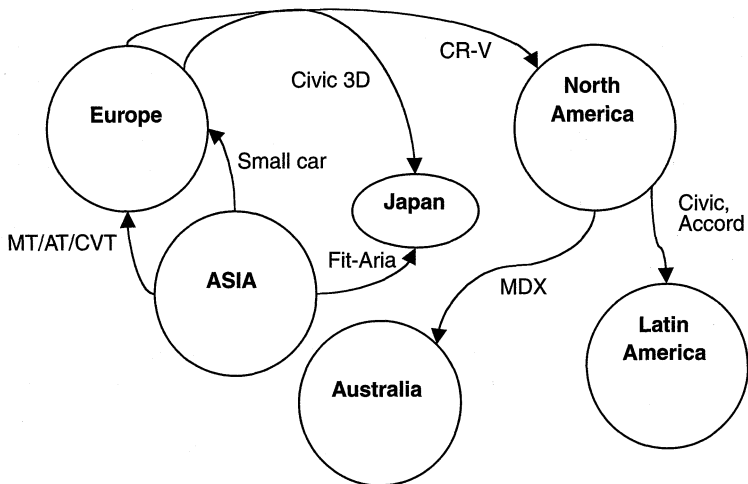 CR-V
Civic 3D
North
America
Europe
Small car
Japan
Civic,
Accord
MT/AT/CVT
Fit-Aria
ASIA
MDX
Latin
America
Australia